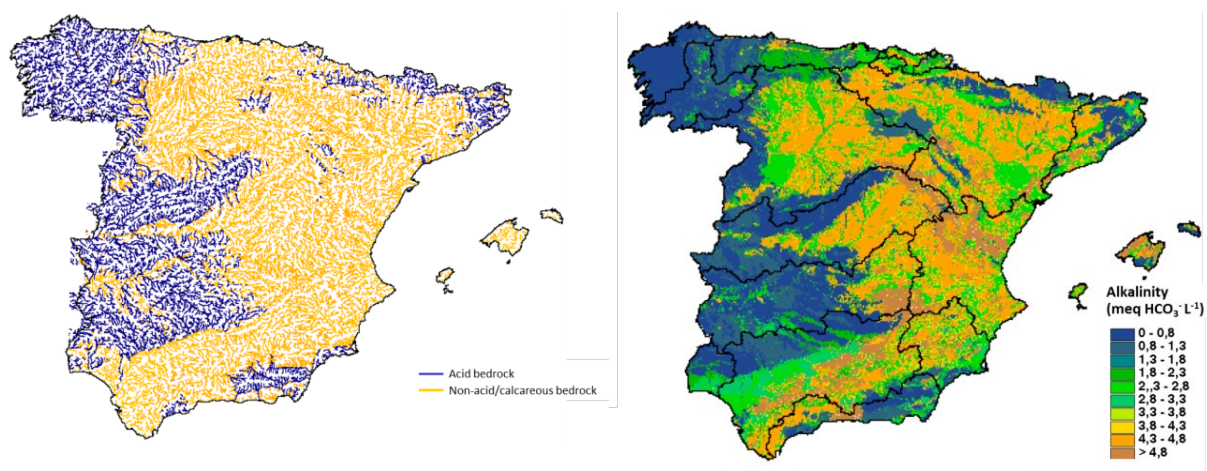 Acid bedrock
Non-acid/calcareous bedrock
Alkalinity
(meq HCO₃⁻ L⁻¹)
0 - 0,8
0,8 - 1,3
1,3 - 1,8
1,8 - 2,3
2,,3 - 2,8
2,8 - 3,3
3,3 - 3,8
3,8 - 4,3
4,3 - 4,8
> 4,8